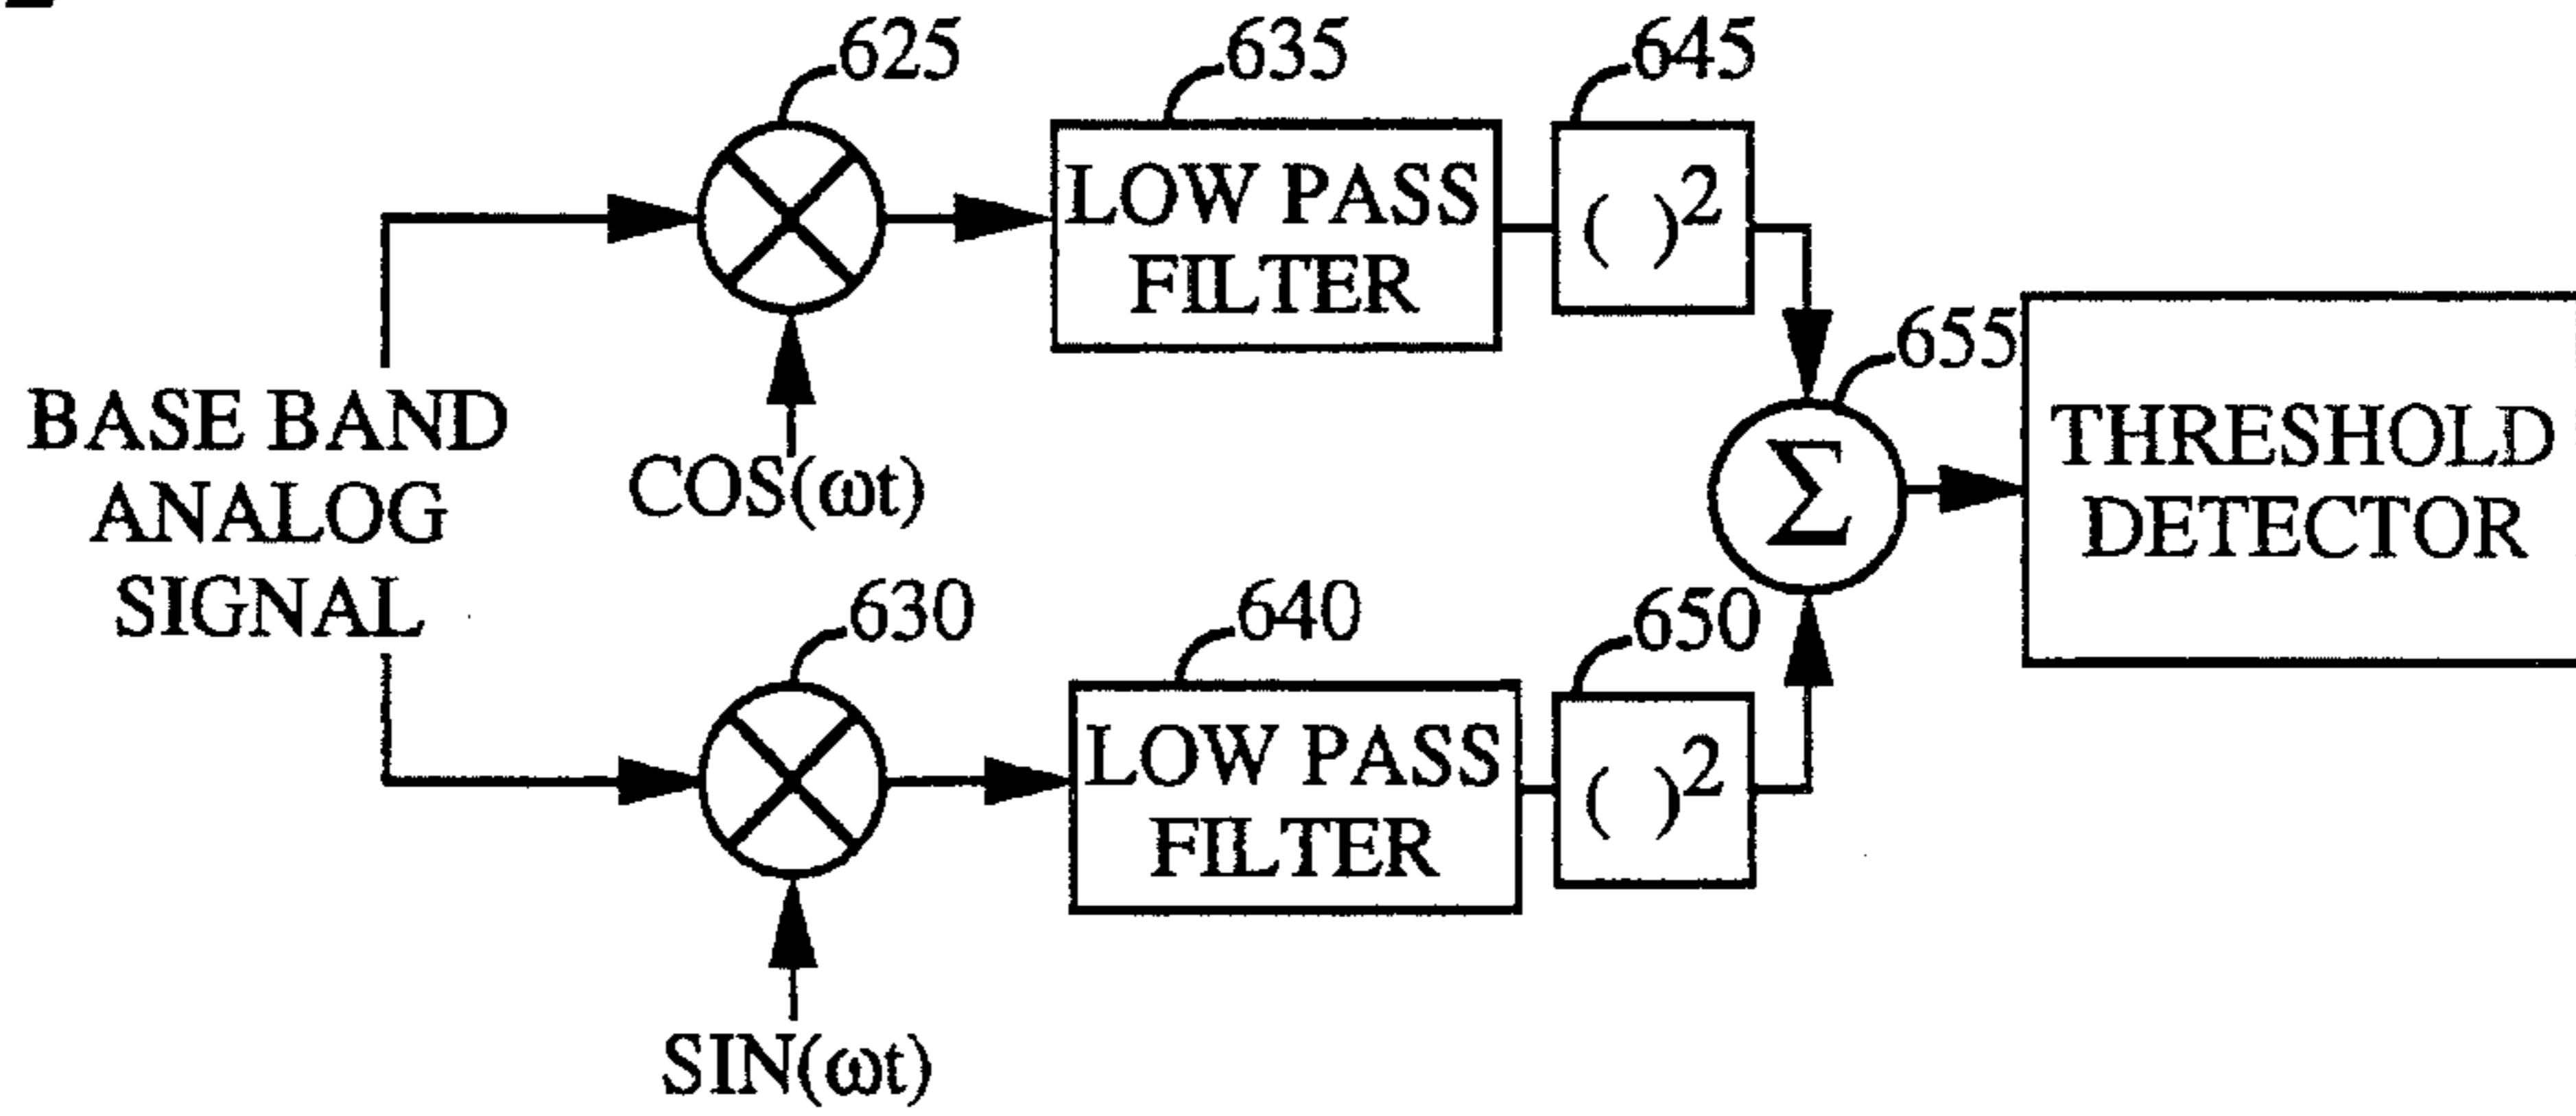 625
635
645
LOW PASS
FILTER
( )²
655
BASE BAND
ANALOG
SIGNAL
COS(ωt)
Σ
THRESHOLD
DETECTOR
630
640
650
LOW PASS
FILTER
( )²
SIN(ωt)